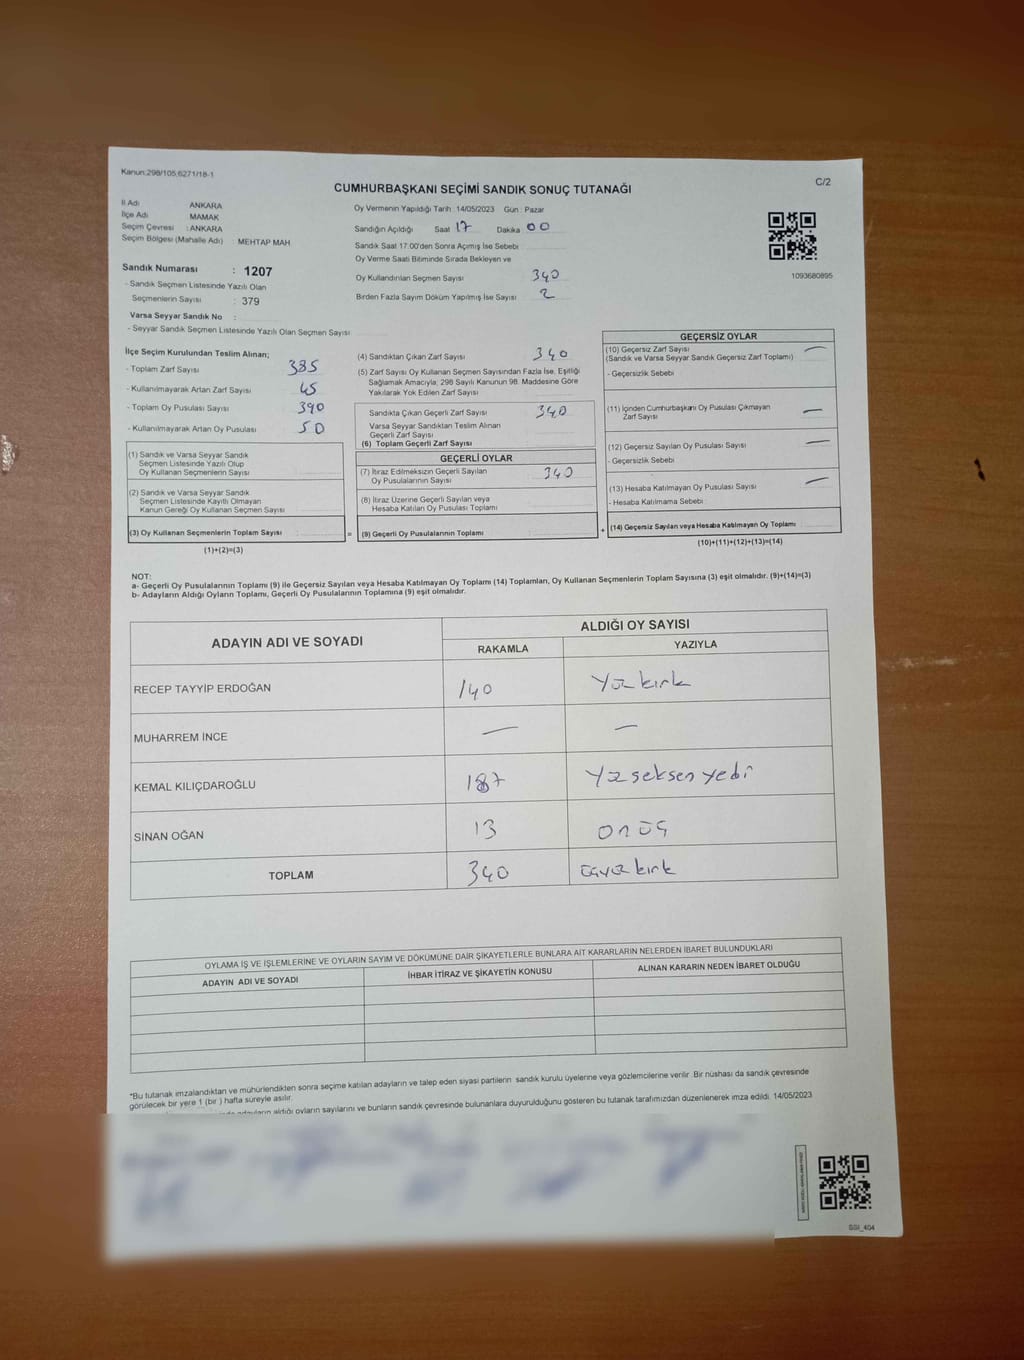 Kanun:298/105,6271/18-1
C/2
CUMHURBAŞKANI SEÇİMİ SANDIK SONUÇ TUTANAĞI
İl Adı ANKARA
İlçe Adı MAMAK
Seçim Çevresi : ANKARA
Seçim Bölgesi (Mahalle Adı) : MEHTAP MAH
Sandık Numarası : 1207
- Sandık Seçmen Listesinde Yazılı Olan
Seçmenlerin Sayısı : 379
Varsa Seyyar Sandık No :
- Seyyar Sandık Seçmen Listesinde Yazılı Olan Seçmen Sayısı
Oy Vermenin Yapıldığı Tarih : 14/05/2023 Gün : Pazar
Sandığın Açıldığı Saat 17 Dakika 00
Sandık Saat 17:00'den Sonra Açımış İse Sebebi
Oy Verme Saati Bitiminde Sırada Bekleyen ve
Oy Kullandırılan Seçmen Sayısı 340
Birden Fazla Sayım Döküm Yapılmış İse Sayısı 2
1093680895
İlçe Seçim Kurulundan Teslim Alınan;
- Toplam Zarf Sayısı 385
- Kullanılmayarak Artan Zarf Sayısı 45
- Toplam Oy Pusulası Sayısı 390
- Kullanılmayarak Artan Oy Pusulası 50
(1) Sandık ve Varsa Seyyar Sandık
Seçmen Listesinde Yazılı Olup
Oy Kullanan Seçmenlerin Sayısı
(2) Sandık ve Varsa Seyyar Sandık
Seçmen Listesinde Kayıtlı Olmayan
Kanun Gereği Oy Kullanan Seçmen Sayısı
(3) Oy Kullanan Seçmenlerin Toplam Sayısı
(1)+(2)=(3)
(4) Sandıktan Çıkan Zarf Sayısı 340
(5) Zarf Sayısı Oy Kullanan Seçmen Sayısından Fazla İse, Eşitliği
Sağlamak Amacıyla; 298 Sayılı Kanunun 98. Maddesine Göre
Yakılarak Yok Edilen Zarf Sayısı
Sandıkta Çıkan Geçerli Zarf Sayısı 340
Varsa Seyyar Sandıktan Teslim Alınan
Geçerli Zarf Sayısı
(6) Toplam Geçerli Zarf Sayısı
GEÇERLİ OYLAR
(7) İtiraz Edilmeksizin Geçerli Sayılan
Oy Pusulalarının Sayısı 340
(8) İtiraz Üzerine Geçerli Sayılan veya
Hesaba Katılan Oy Pusulası Toplamı
= (9) Geçerli Oy Pusulalarının Toplamı
GEÇERSİZ OYLAR
(10) Geçersiz Zarf Sayısı —
(Sandık ve Varsa Seyyar Sandık Geçersiz Zarf Toplamı)
- Geçersizlik Sebebi
(11) İçinden Cumhurbaşkanı Oy Pusulası Çıkmayan
Zarf Sayısı —
(12) Geçersiz Sayılan Oy Pusulası Sayısı —
- Geçersizlik Sebebi
(13) Hesaba Katılmayan Oy Pusulası Sayısı —
- Hesaba Katılmama Sebebi
+ (14) Geçersiz Sayılan veya Hesaba Katılmayan Oy Toplamı
(10)+(11)+(12)+(13)=(14)
NOT:
a- Geçerli Oy Pusulalarının Toplamı (9) ile Geçersiz Sayılan veya Hesaba Katılmayan Oy Toplamı (14) Toplamları, Oy Kullanan Seçmenlerin Toplam Sayısına (3) eşit olmalıdır. (9)+(14)=(3)
b- Adayların Aldığı Oyların Toplamı, Geçerli Oy Pusulalarının Toplamına (9) eşit olmalıdır.
ADAYIN ADI VE SOYADI
ALDIĞI OY SAYISI
RAKAMLA YAZIYLA
RECEP TAYYİP ERDOĞAN 140 Yüzkırk
MUHARREM İNCE — —
KEMAL KILIÇDAROĞLU 187 Yüzseksenyedi
SİNAN OĞAN 13 onüç
TOPLAM 340 üçyüzkırk
OYLAMA İŞ VE İŞLEMLERİNE VE OYLARIN SAYIM VE DÖKÜMÜNE DAİR ŞİKAYETLERLE BUNLARA AİT KARARLARIN NELERDEN İBARET BULUNDUKLARI
ADAYIN ADI VE SOYADI İHBAR İTİRAZ VE ŞİKAYETİN KONUSU ALINAN KARARIN NEDEN İBARET OLDUĞU
*Bu tutanak imzalandıktan ve mühürlendikten sonra seçime katılan adayların ve talep eden siyasi partilerin sandık kurulu üyelerine veya gözlemcilerine verilir. Bir nüshası da sandık çevresinde
görülecek bir yere 1 (bir ) hafta süreyle asılır.
adayların aldığı oyların sayılarını ve bunların sandık çevresinde bulunanlara duyurulduğunu gösteren bu tutanak tarafımızdan düzenlenerek imza edildi. 14/05/2023
SSI_404